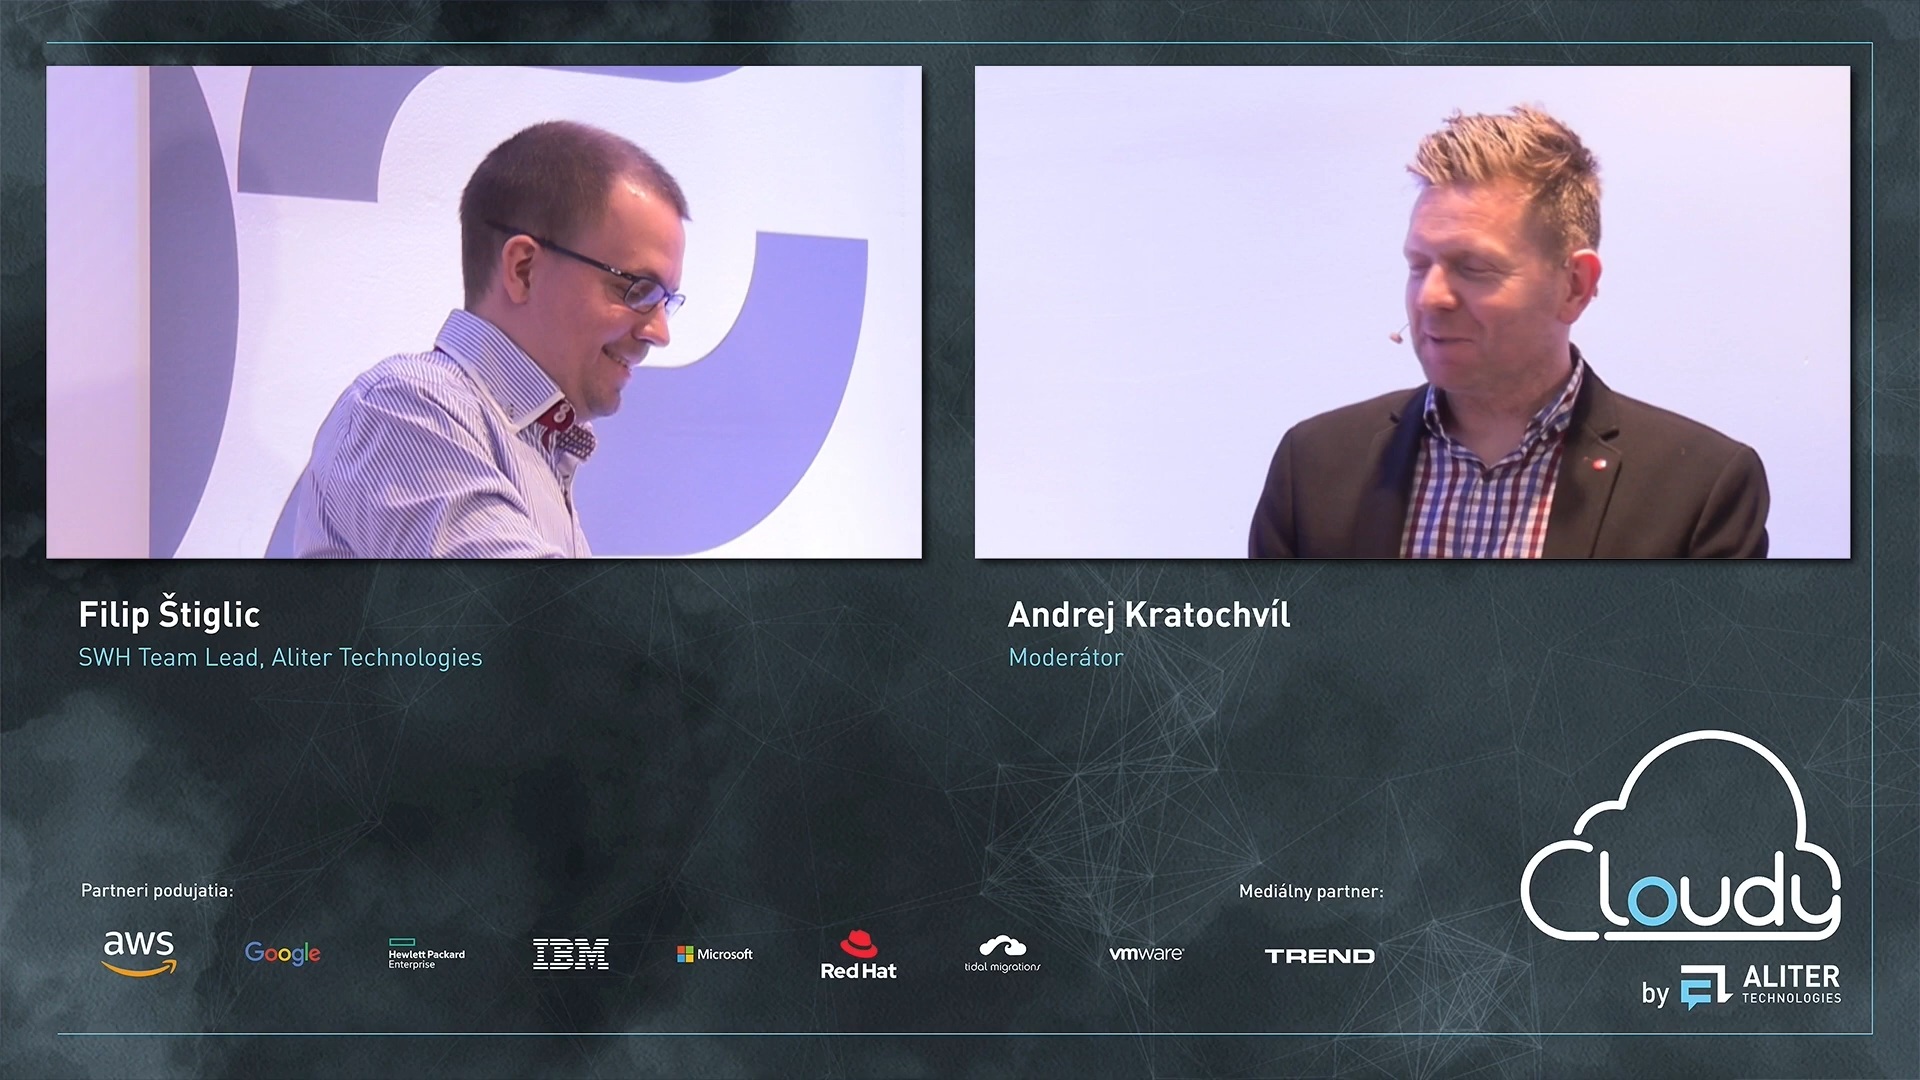 Filip Štiglic
SWH Team Lead, Aliter Technologies
Andrej Kratochvíl
Moderátor
Partneri podujatia:
aws
Google
Hewlett Packard
Enterprise
IBM
Microsoft
Red Hat
tidal migrations
vmware®
Mediálny partner:
TREND
Cloudy
by ALITER
TECHNOLOGIES